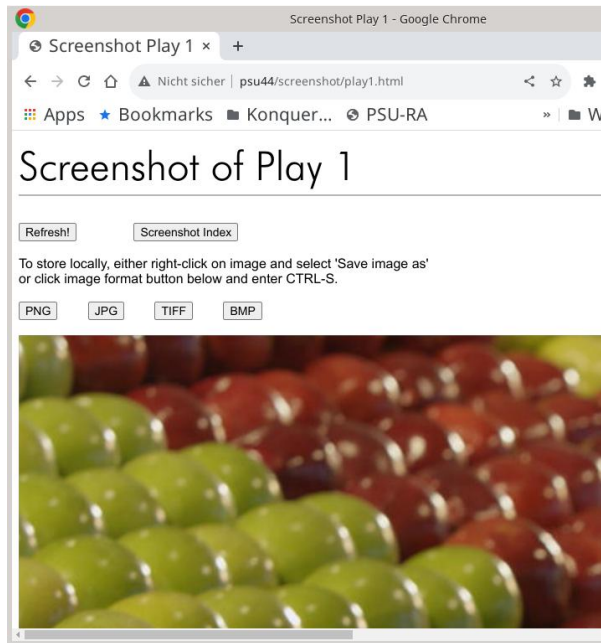 Screenshot Play 1 - Google Chrome
Screenshot Play 1 × +
Nicht sicher | psu44/screenshot/play1.html
Apps Bookmarks Konquer... PSU-RA » W
Screenshot of Play 1
Refresh! Screenshot Index
To store locally, either right-click on image and select 'Save image as'
or click image format button below and enter CTRL-S.
PNG JPG TIFF BMP